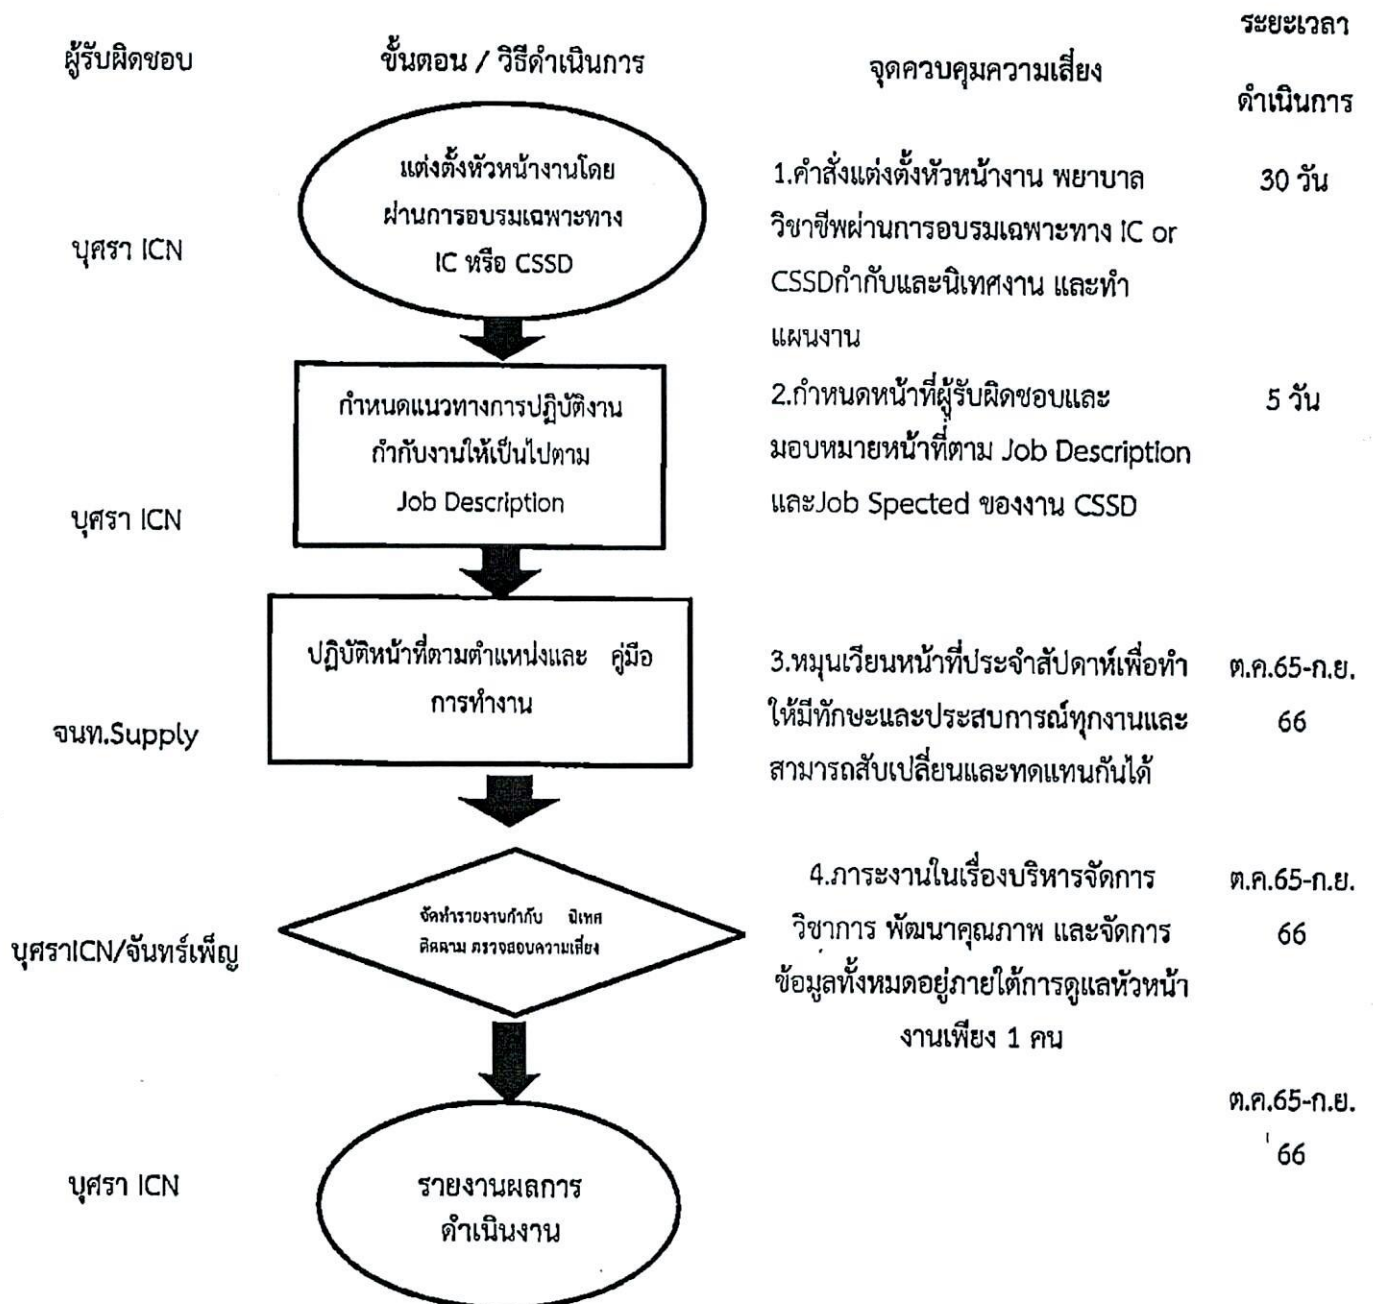 ผู้รับผิดชอบ
ขั้นตอน / วิธีดำเนินการ
จุดควบคุมความเสี่ยง
ระยะเวลา
ดำเนินการ
บุศรา ICN
แต่งตั้งหัวหน้างานโดย
ผ่านการอบรมเฉพาะทาง
IC หรือ CSSD
1.คำสั่งแต่งตั้งหัวหน้างาน พยาบาล
วิชาชีพผ่านการอบรมเฉพาะทาง IC or
CSSDกำกับและนิเทศงาน และทำ
แผนงาน
30 วัน
บุศรา ICN
กำหนดแนวทางการปฏิบัติงาน
กำกับงานให้เป็นไปตาม
Job Description
2.กำหนดหน้าที่ผู้รับผิดชอบและ
มอบหมายหน้าที่ตาม Job Description
และJob Spected ของงาน CSSD
5 วัน
จนท.Supply
ปฏิบัติหน้าที่ตามตำแหน่งและ คู่มือ
การทำงาน
3.หมุนเวียนหน้าที่ประจำสัปดาห์เพื่อทำ
ให้มีทักษะและประสบการณ์ทุกงานและ
สามารถสับเปลี่ยนและทดแทนกันได้
ต.ค.65-ก.ย.
66
บุศราICN/จันทร์เพ็ญ
จัดทำรายงานกำกับ นิเทศ
ติดตาม ตรวจสอบความเสี่ยง
4.ภาระงานในเรื่องบริหารจัดการ
วิชาการ พัฒนาคุณภาพ และจัดการ
ข้อมูลทั้งหมดอยู่ภายใต้การดูแลหัวหน้า
งานเพียง 1 คน
ต.ค.65-ก.ย.
66
บุศรา ICN
รายงานผลการ
ดำเนินงาน
ต.ค.65-ก.ย.
66